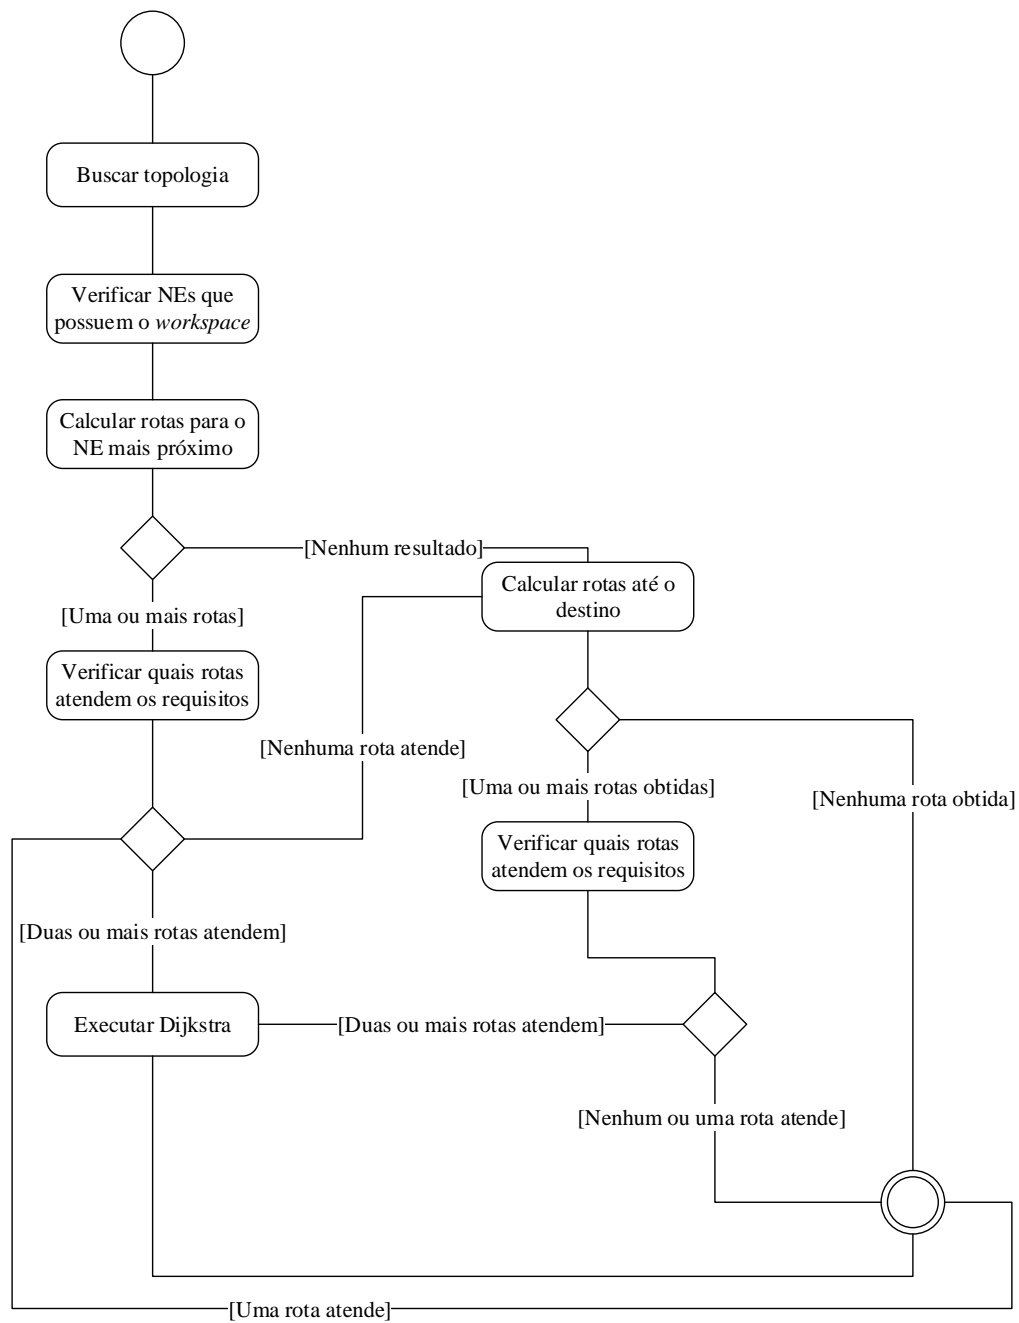 Buscar topologia
Verificar NEs que
possuem o workspace
Calcular rotas para o
NE mais próximo
[Nenhum resultado]
Calcular rotas até o
destino
[Uma ou mais rotas]
Verificar quais rotas
atendem os requisitos
[Nenhuma rota atende]
[Uma ou mais rotas obtidas]
[Nenhuma rota obtida]
Verificar quais rotas
atendem os requisitos
[Duas ou mais rotas atendem]
Executar Dijkstra
[Duas ou mais rotas atendem]
[Nenhum ou uma rota atende]
[Uma rota atende]